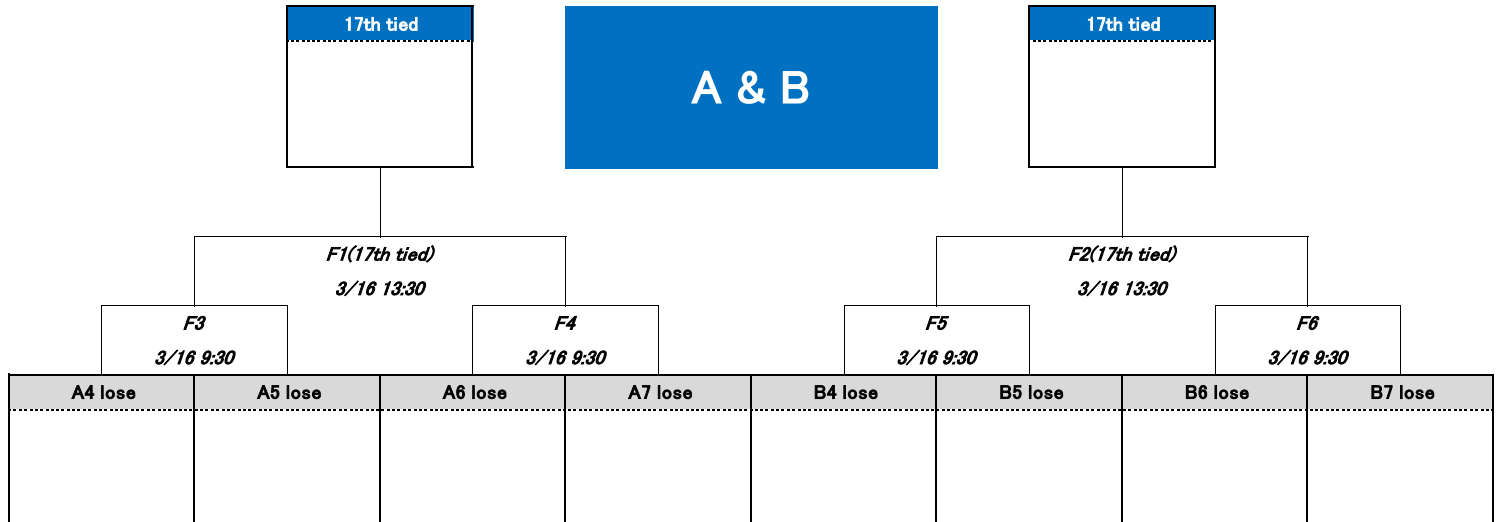 17th tied
A & B
17th tied
F1(17th tied)
3/16 13:30
F2(17th tied)
3/16 13:30
F3
3/16 9:30
F4
3/16 9:30
F5
3/16 9:30
F6
3/16 9:30
A4 lose
A5 lose
A6 lose
A7 lose
B4 lose
B5 lose
B6 lose
B7 lose